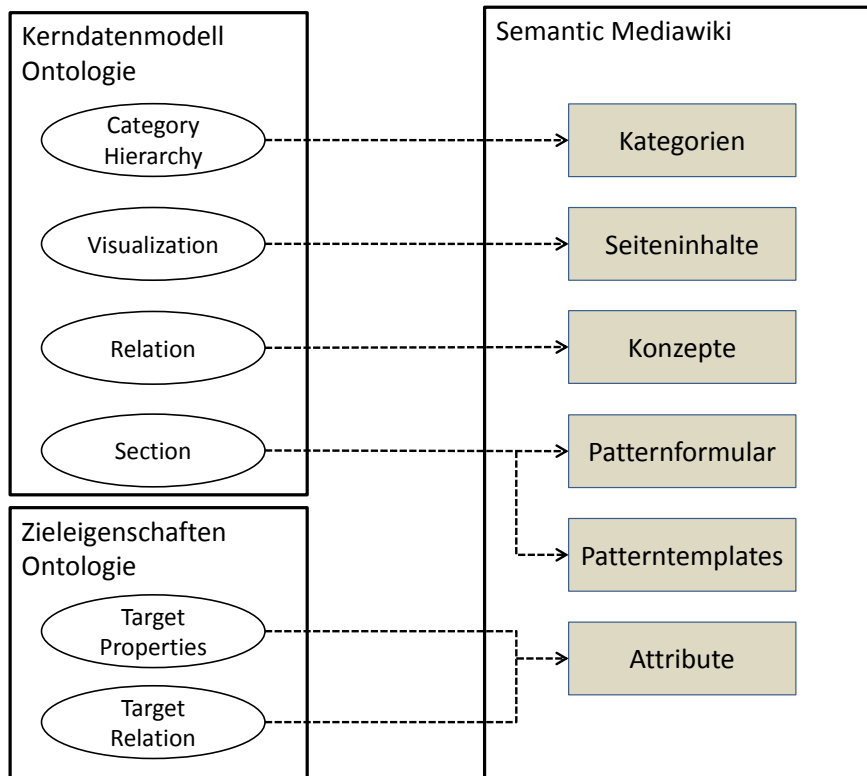 Kerndatenmodell
Ontologie
Category
Hierarchy
Visualization
Relation
Section
Zieleigenschaften
Ontologie
Target
Properties
Target
Relation
Semantic Mediawiki
Kategorien
Seiteninhalte
Konzepte
Patternformular
Patterntemplates
Attribute